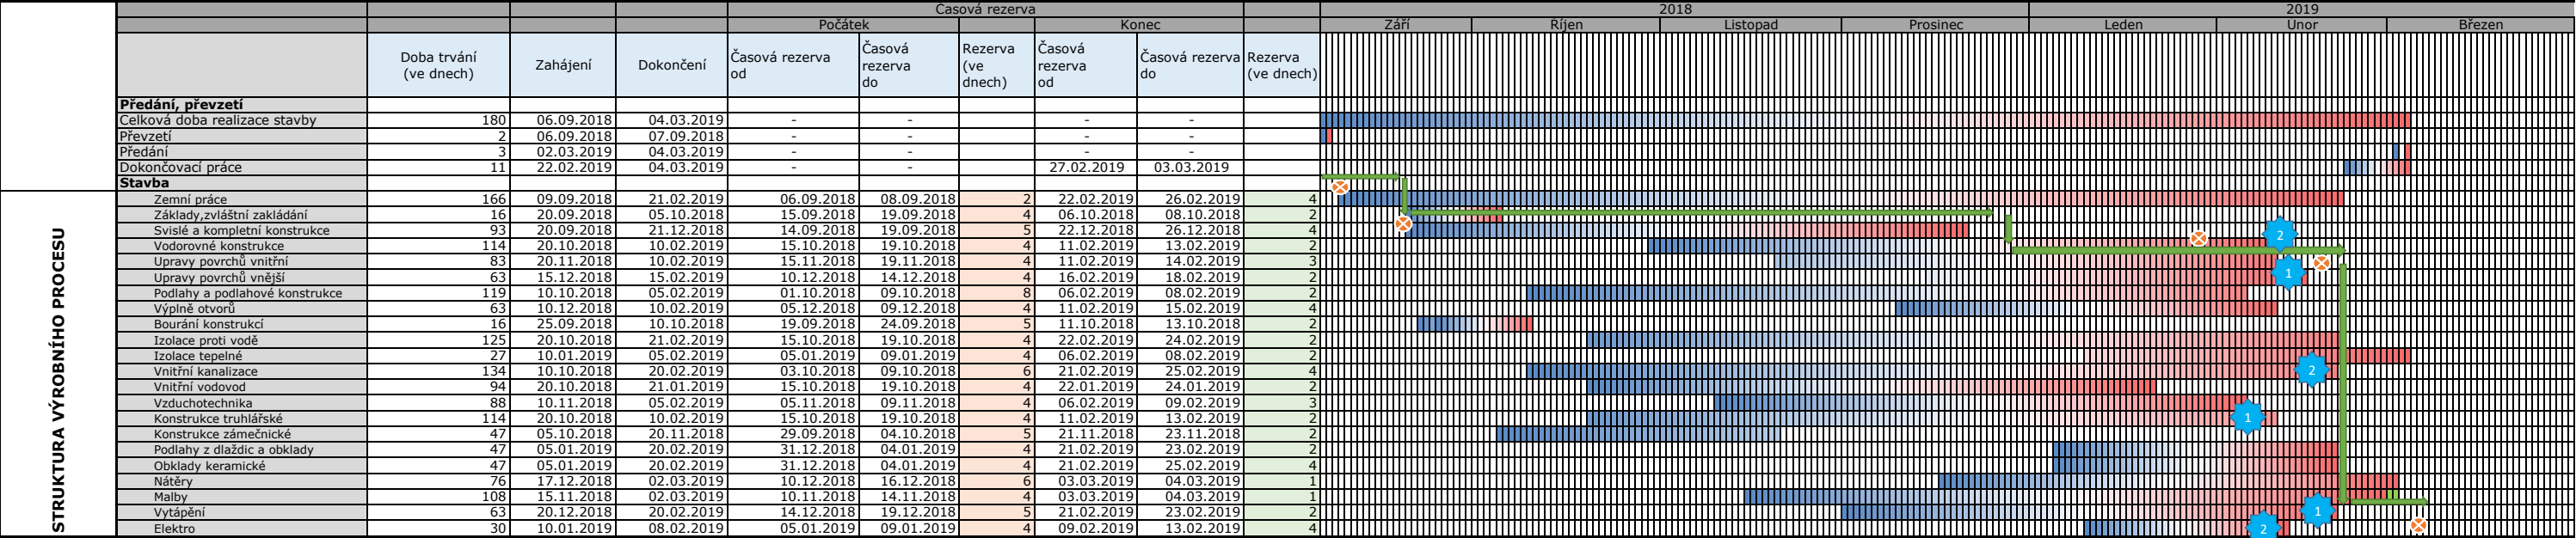 Časová rezerva 2018 2019
Počátek Konec Září Říjen Listopad Prosinec Leden Únor Březen
Doba trvání (ve dnech) Zahájení Dokončení Časová rezerva od Časová rezerva do Rezerva (ve dnech) Časová rezerva od Časová rezerva do Rezerva (ve dnech)
Předání, převzetí
Celková doba realizace stavby 180 06.09.2018 04.03.2019 - - - -
Převzetí 2 06.09.2018 07.09.2018 - - - -
Předání 3 02.03.2019 04.03.2019 - - - -
Dokončovací práce 11 22.02.2019 04.03.2019 - - 27.02.2019 03.03.2019
Stavba
STRUKTURA VÝROBNÍHO PROCESU
Zemní práce 166 09.09.2018 21.02.2019 06.09.2018 08.09.2018 2 22.02.2019 26.02.2019 4
Základy,zvláštní zakládání 16 20.09.2018 05.10.2018 15.09.2018 19.09.2018 4 06.10.2018 08.10.2018 2
Svislé a kompletní konstrukce 93 20.09.2018 21.12.2018 14.09.2018 19.09.2018 5 22.12.2018 26.12.2018 4
Vodorovné konstrukce 114 20.10.2018 10.02.2019 15.10.2018 19.10.2018 4 11.02.2019 13.02.2019 2 2
Upravy povrchů vnitřní 83 20.11.2018 10.02.2019 15.11.2018 19.11.2018 4 11.02.2019 14.02.2019 3
Upravy povrchů vnější 63 15.12.2018 15.02.2019 10.12.2018 14.12.2018 4 16.02.2019 18.02.2019 2 1
Podlahy a podlahové konstrukce 119 10.10.2018 05.02.2019 01.10.2018 09.10.2018 8 06.02.2019 08.02.2019 2
Výplně otvorů 63 10.12.2018 10.02.2019 05.12.2018 09.12.2018 4 11.02.2019 15.02.2019 4
Bourání konstrukcí 16 25.09.2018 10.10.2018 19.09.2018 24.09.2018 5 11.10.2018 13.10.2018 2
Izolace proti vodě 125 20.10.2018 21.02.2019 15.10.2018 19.10.2018 4 22.02.2019 24.02.2019 2
Izolace tepelné 27 10.01.2019 05.02.2019 05.01.2019 09.01.2019 4 06.02.2019 08.02.2019 2
Vnitřní kanalizace 134 10.10.2018 20.02.2019 03.10.2018 09.10.2018 6 21.02.2019 25.02.2019 4 2
Vnitřní vodovod 94 20.10.2018 21.01.2019 15.10.2018 19.10.2018 4 22.01.2019 24.01.2019 2
Vzduchotechnika 88 10.11.2018 05.02.2019 05.11.2018 09.11.2018 4 06.02.2019 09.02.2019 3
Konstrukce truhlářské 114 20.10.2018 10.02.2019 15.10.2018 19.10.2018 4 11.02.2019 13.02.2019 2 1
Konstrukce zámečnické 47 05.10.2018 20.11.2018 29.09.2018 04.10.2018 5 21.11.2018 23.11.2018 2
Podlahy z dlaždic a obklady 47 05.01.2019 20.02.2019 31.12.2018 04.01.2019 4 21.02.2019 23.02.2019 2
Obklady keramické 47 05.01.2019 20.02.2019 31.12.2018 04.01.2019 4 21.02.2019 25.02.2019 4
Nátěry 76 17.12.2018 02.03.2019 10.12.2018 16.12.2018 6 03.03.2019 04.03.2019 1
Malby 108 15.11.2018 02.03.2019 10.11.2018 14.11.2018 4 03.03.2019 04.03.2019 1
Vytápění 63 20.12.2018 20.02.2019 14.12.2018 19.12.2018 5 21.02.2019 23.02.2019 2 1
Elektro 30 10.01.2019 08.02.2019 05.01.2019 09.01.2019 4 09.02.2019 13.02.2019 4 2